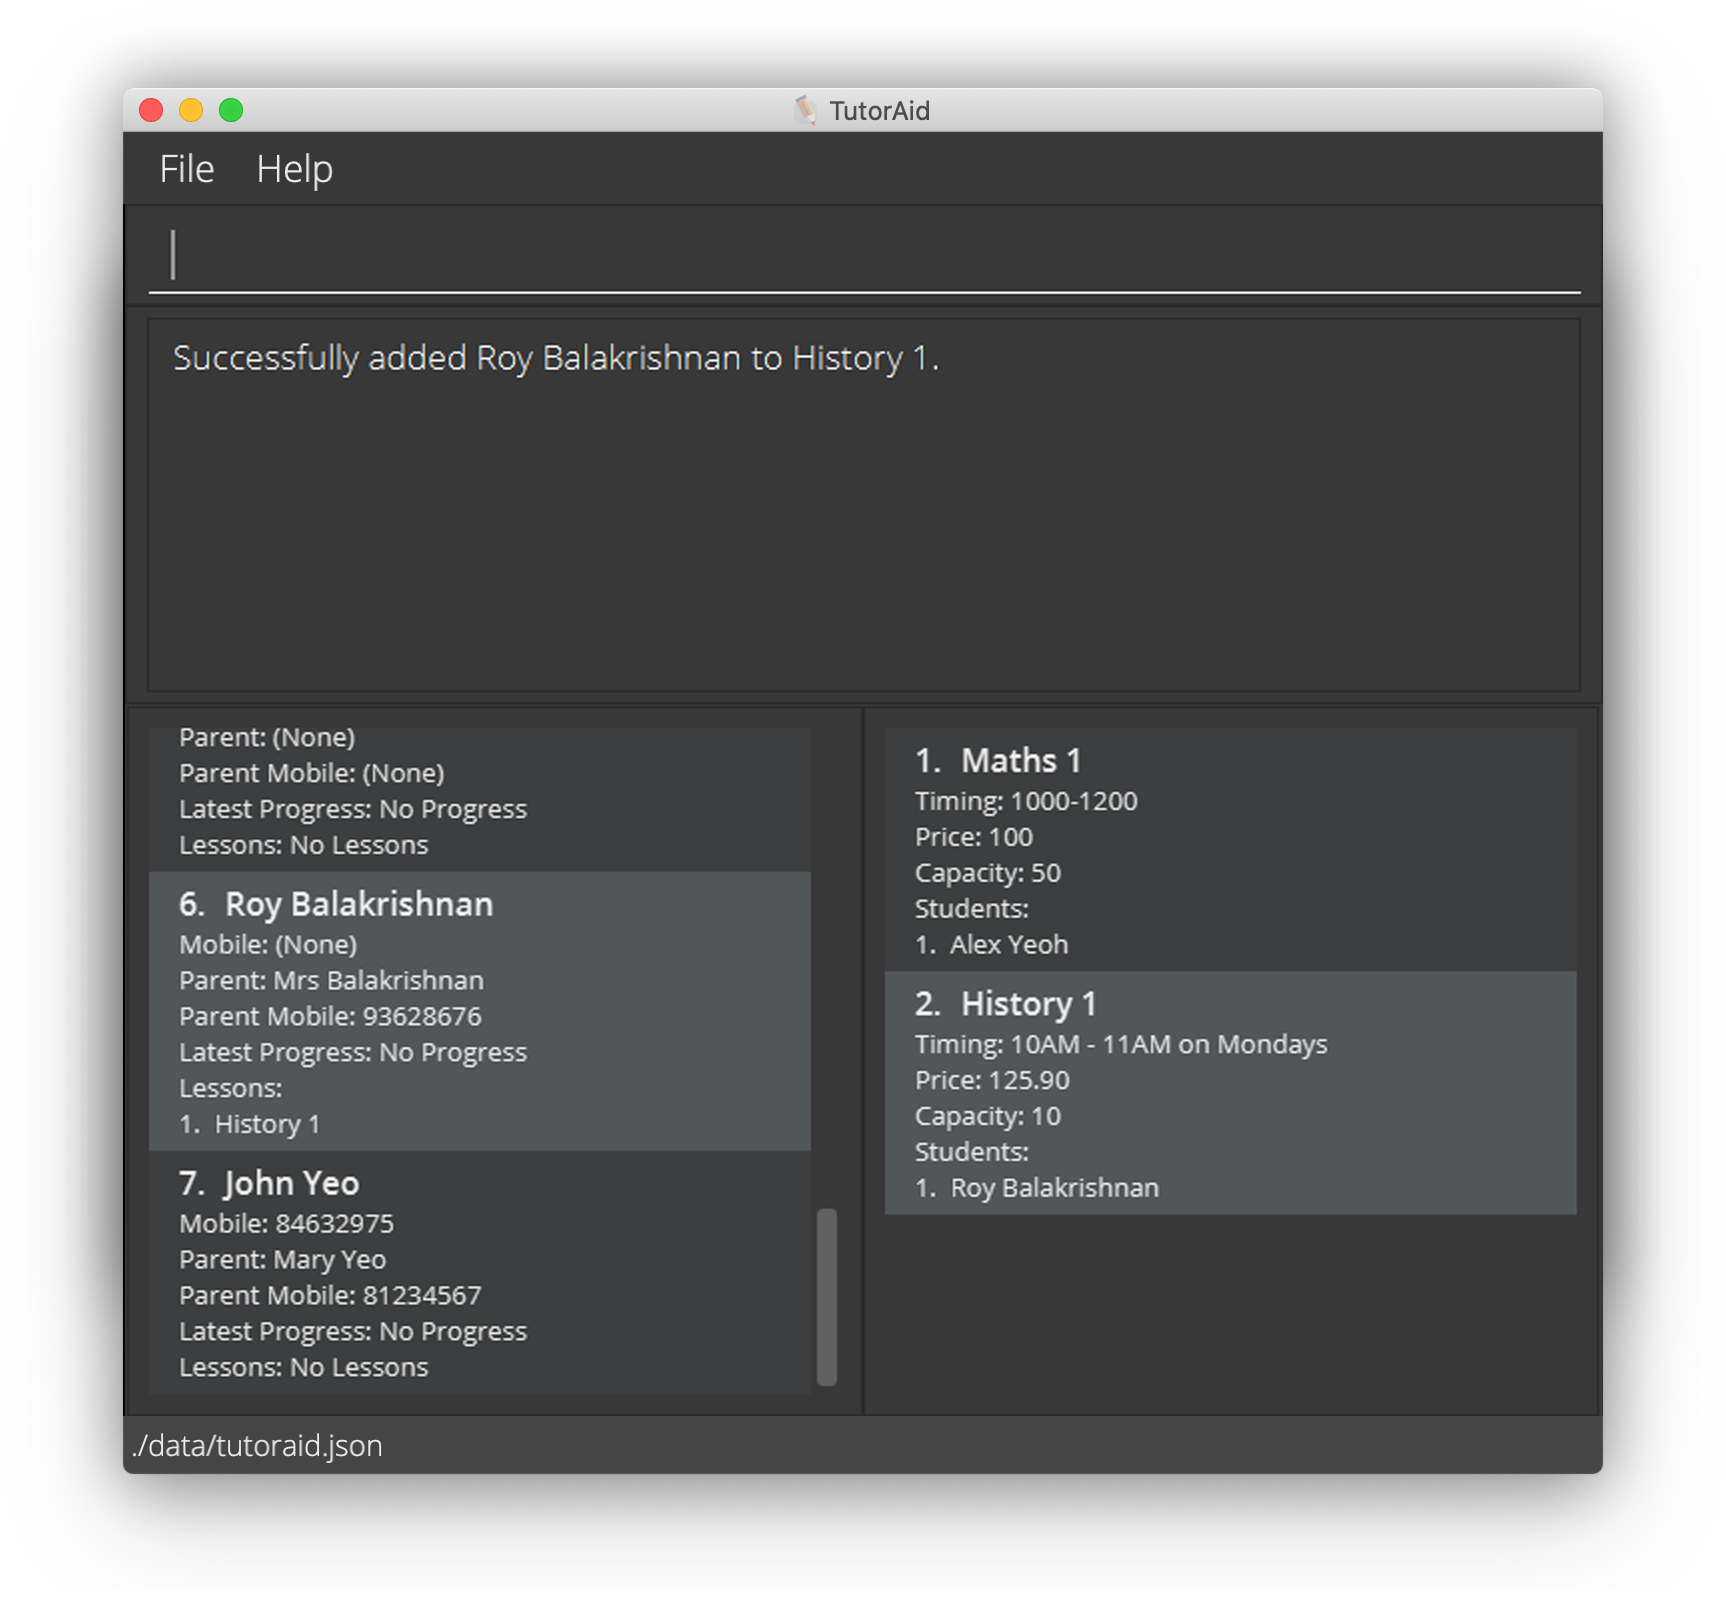 TutorAid
File Help
Successfully added Roy Balakrishnan to History 1.
Parent: (None)
Parent Mobile: (None)
Latest Progress: No Progress
Lessons: No Lessons
6. Roy Balakrishnan
Mobile: (None)
Parent: Mrs Balakrishnan
Parent Mobile: 93628676
Latest Progress: No Progress
Lessons:
1. History 1
7. John Yeo
Mobile: 84632975
Parent: Mary Yeo
Parent Mobile: 81234567
Latest Progress: No Progress
Lessons: No Lessons
1. Maths 1
Timing: 1000-1200
Price: 100
Capacity: 50
Students:
1. Alex Yeoh
2. History 1
Timing: 10AM - 11AM on Mondays
Price: 125.90
Capacity: 10
Students:
1. Roy Balakrishnan
./data/tutoraid.json